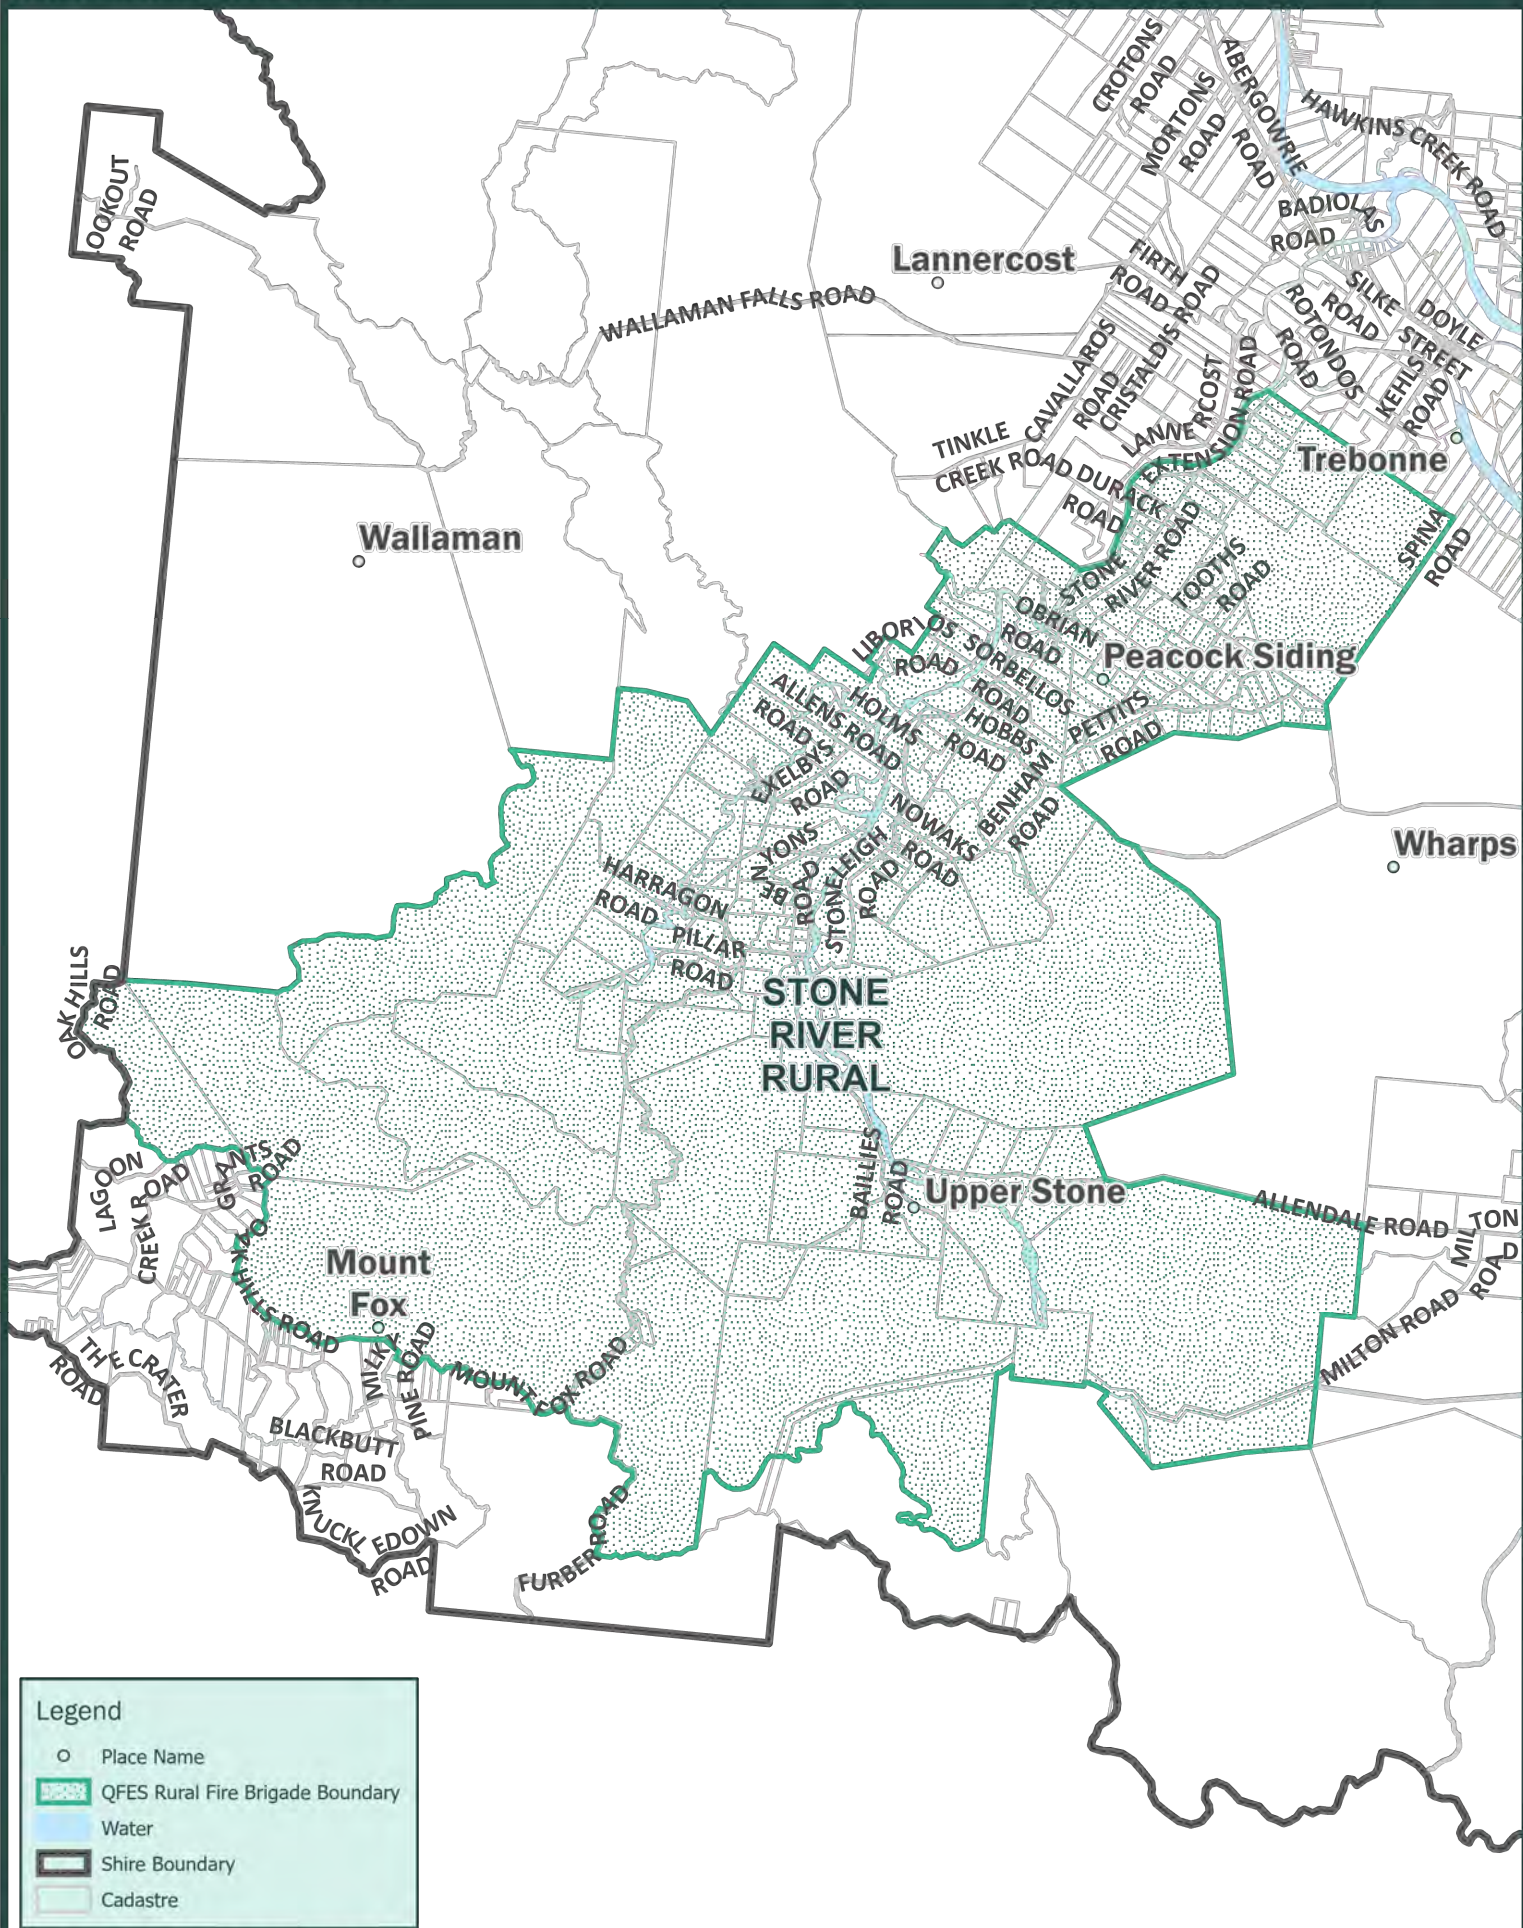 CROTONS
ROAD
MORTONS
ROAD
ABERGOWRIE
ROAD
HAWKINS CREEK ROAD
BADIOLAS
ROAD
OOKOUT
ROAD
Lannercost
WALLAMAN FALLS ROAD
FIRTH
ROAD
CRISTALDIS ROAD
CAVALLAROS
ROAD
SILKE
ROAD
ROTONDOS
ROAD
DOYLE
STREET
KEHLS
ROAD
LANNERCOST
EXTENSION ROAD
TINKLE
CREEK ROAD
DURACK
ROAD
Trebonne
SPINA
ROAD
Wallaman
STONE
RIVER ROAD
TOOTHS
ROAD
OBRIAN
ROAD
LIBORIOS
ROAD
SORBELLOS
ROAD
Peacock Siding
ALLENS
ROAD
HOLMS
ROAD
HOBBS
ROAD
PETTITS
ROAD
EXELBYS
ROAD
BENHAM
ROAD
NOWAKS
ROAD
Wharps
BENYONS
ROAD
STONELEIGH
ROAD
HARRAGON
ROAD
PILLAR
ROAD
OAK HILLS
ROAD
STONE
RIVER
RURAL
LAGOON
CREEK ROAD
GRANTS
ROAD
BAILLIES
ROAD
Upper Stone
ALLENDALE ROAD
MILTON
ROAD
MILTON ROAD
OAK HILLS ROAD
Mount
Fox
MILKY
PINE ROAD
MOUNT
FOX ROAD
THE CRATER
ROAD
BLACKBUTT
ROAD
KNUCKLEDOWN
ROAD
FURBER ROAD
Legend
Place Name
QFES Rural Fire Brigade Boundary
Water
Shire Boundary
Cadastre